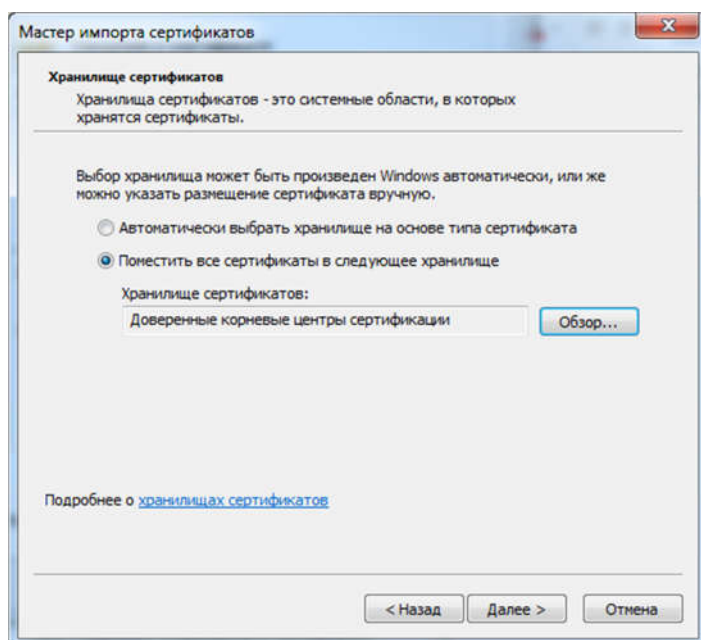 Мастер импорта сертификатов
Хранилище сертификатов
Хранилища сертификатов - это системные области, в которых
хранятся сертификаты.
Выбор хранилища может быть произведен Windows автоматически, или же
можно указать размещение сертификата вручную.
Автоматически выбрать хранилище на основе типа сертификата
Поместить все сертификаты в следующее хранилище
Хранилище сертификатов:
Доверенные корневые центры сертификации
Обзор...
Подробнее о хранилищах сертификатов
< Назад
Далее >
Отмена